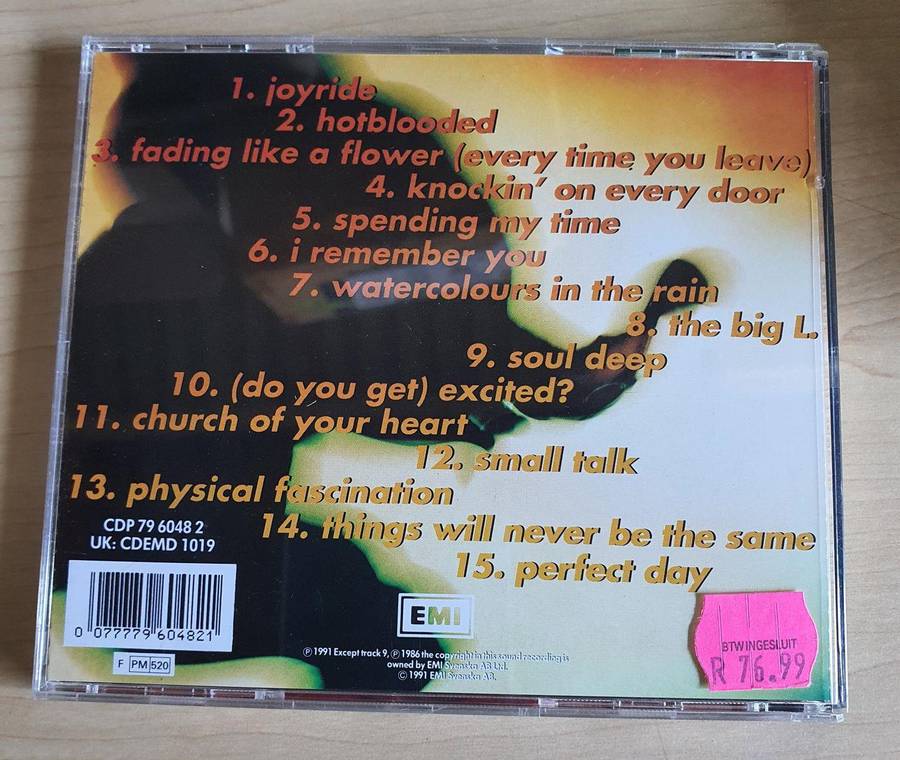 1. joyride
2. hotblooded
3. fading like a flower (every time you leave)
4. knockin' on every door
5. spending my time
6. i remember you
7. watercolours in the rain
8. the big L.
9. soul deep
10. (do you get) excited?
11. church of your heart
12. small talk
13. physical fascination
14. things will never be the same
15. perfect day
CDP 79 6048 2
UK: CDEMD 1019
0 077779 604821
F PM 520
EMI
℗ 1991 Except track 9, ℗ 1986 the copyright in this sound recording is
owned by EMI Svenska AB Ltd.
© 1991 EMI Svenska AB.
BTW INGESLUIT
R 76.99